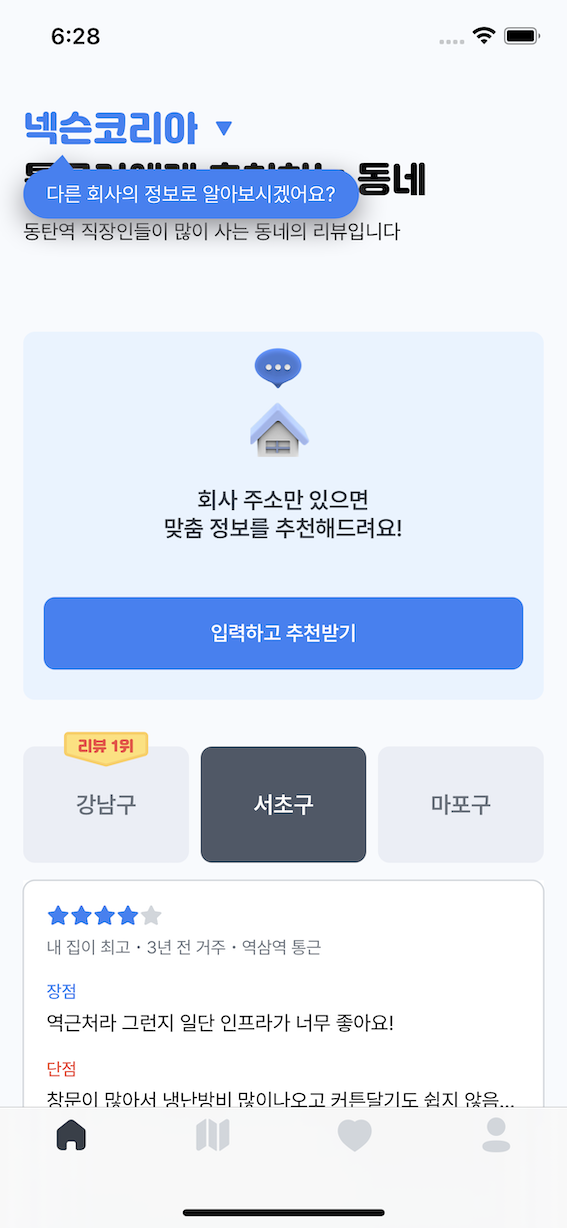 6:28
넥슨코리아 ▼
동네
다른 회사의 정보로 알아보시겠어요?
동탄역 직장인들이 많이 사는 동네의 리뷰입니다
회사 주소만 있으면
맞춤 정보를 추천해드려요!
입력하고 추천받기
리뷰 1위
강남구
서초구
마포구
내 집이 최고 · 3년 전 거주 · 역삼역 통근
장점
역근처라 그런지 일단 인프라가 너무 좋아요!
단점
창문이 많아서 냉난방비 많이나오고 커튼달기도 쉽지 않음...